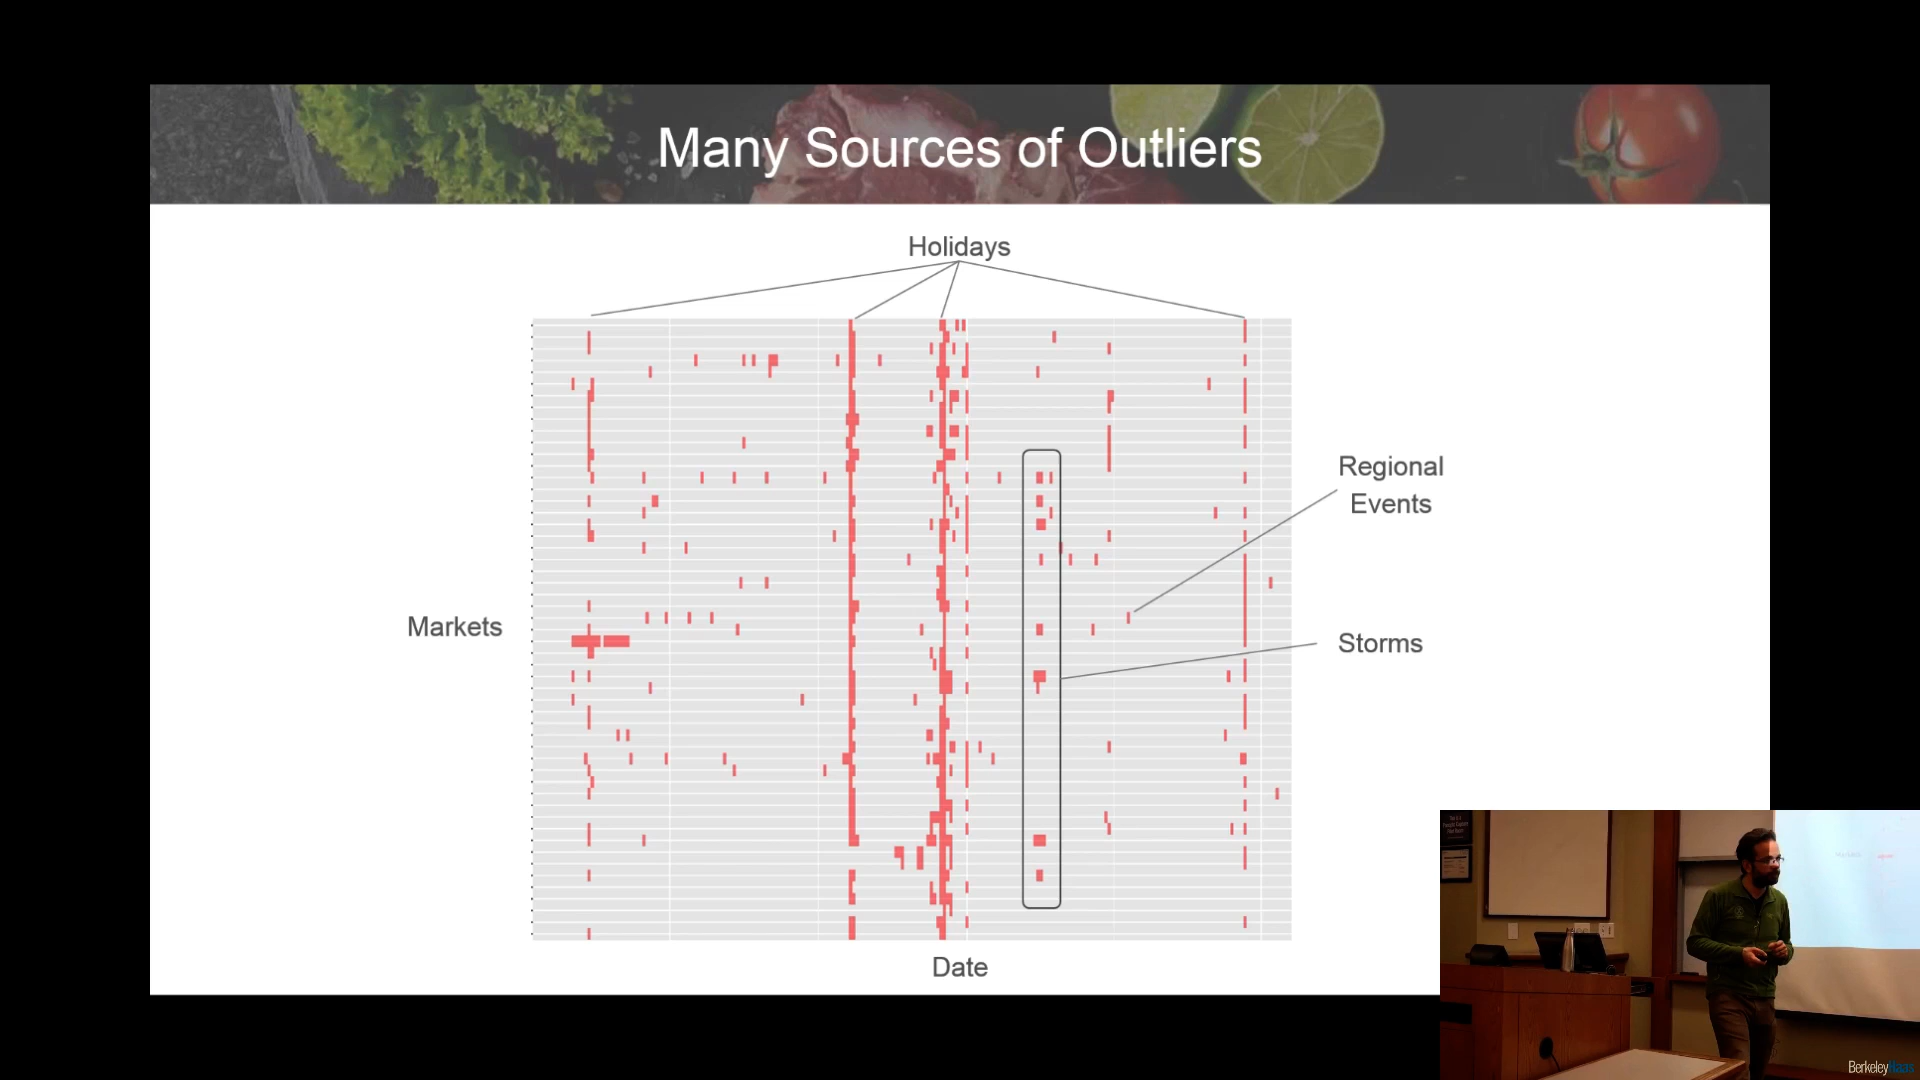 Many Sources of Outliers
Holidays
Regional
Events
Markets
Storms
Date
BerkeleyHaas